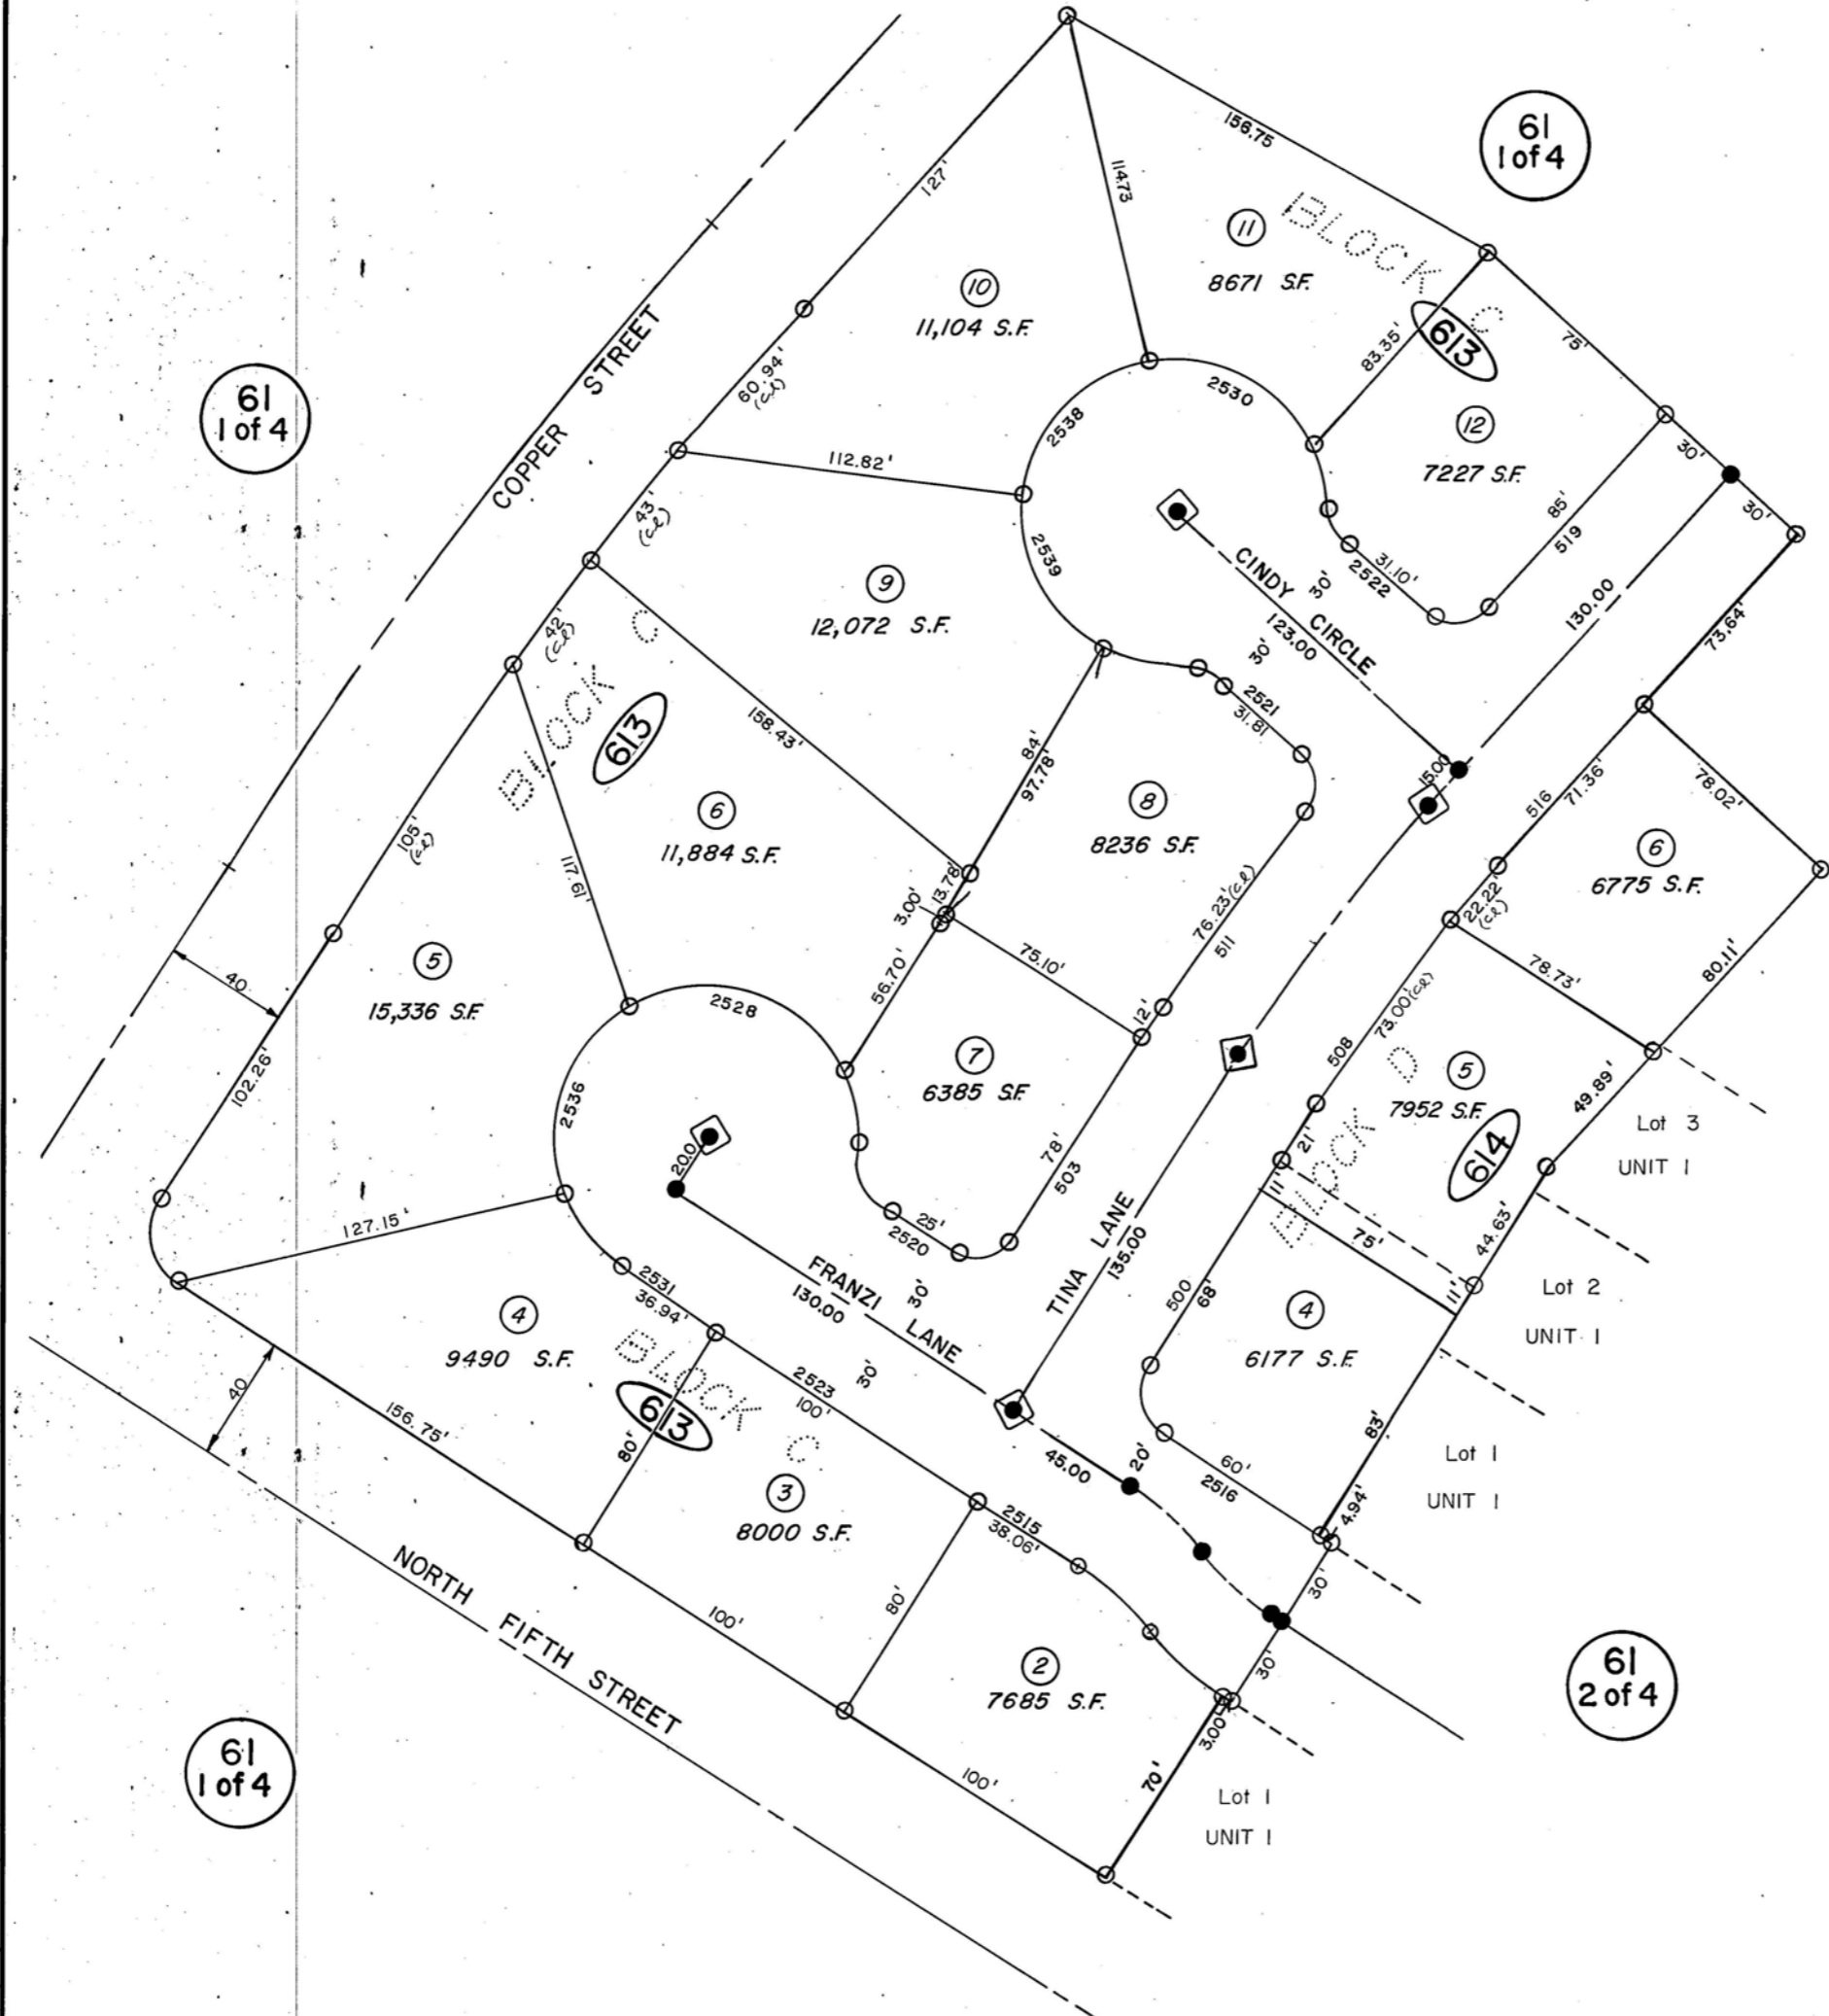 61
1 of 4
156.75
127'
114.73
BLOCK C
11
8671 S.F.
613
10
11,104 S.F.
83.35'
75'
60.94'
(cl)
2538
2530
12
7227 S.F.
30'
61
1 of 4
COPPER STREET
112.82'
43'
(cl)
2539
85'
519
30'
31.10'
2522
CINDY CIRCLE
123.00
30'
30'
130.00
73.64'
9
12,072 S.F.
42'
(cl)
BLOCK C
613
158.43'
84'
97.78'
2521
31.81
15.00
6
11,884 S.F.
117.61'
105'
(cl)
8
8236 S.F.
516
71.36'
78.02'
6
6775 S.F.
22.22'
(cl)
3.00'
13.78'
76.23'(cl)
511
75.10'
56.70'
12'
78.73'
80.11'
5
15,336 S.F.
40
102.26'
2528
2536
7
6385 S.F.
508
73.00'(cl)
BLOCK D
5
7952 S.F.
614
49.89'
Lot 3
UNIT 1
20.0
78'
503
21'
11'
75'
44.63'
11'
Lot 2
UNIT 1
127.15'
25'
2520
FRANZI LANE
130.00
30'
30'
TINA LANE
135.00
500
68'
4
6177 S.F.
83'
2531
36.94'
4
9490 S.F.
BLOCK C
613
2523
100'
80'
40
156.75'
45.00
20'
60'
2516
4.94'
Lot 1
UNIT 1
3
8000 S.F.
2515
38.06'
30'
30'
NORTH FIFTH STREET
100'
80'
2
7685 S.F.
3.00'
70'
61
2 of 4
61
1 of 4
100'
Lot 1
UNIT 1